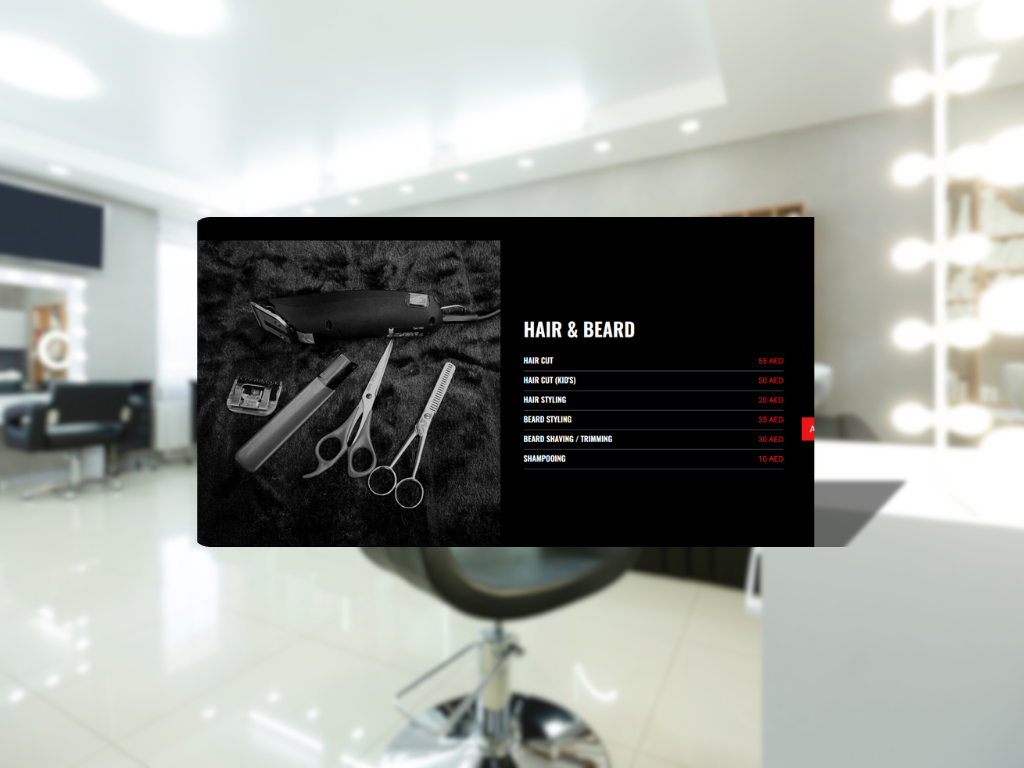 HAIR & BEARD
HAIR CUT 55 AED
HAIR CUT (KID'S) 50 AED
HAIR STYLING 20 AED
BEARD STYLING 35 AED
BEARD SHAVING / TRIMMING 30 AED
SHAMPOOING 10 AED